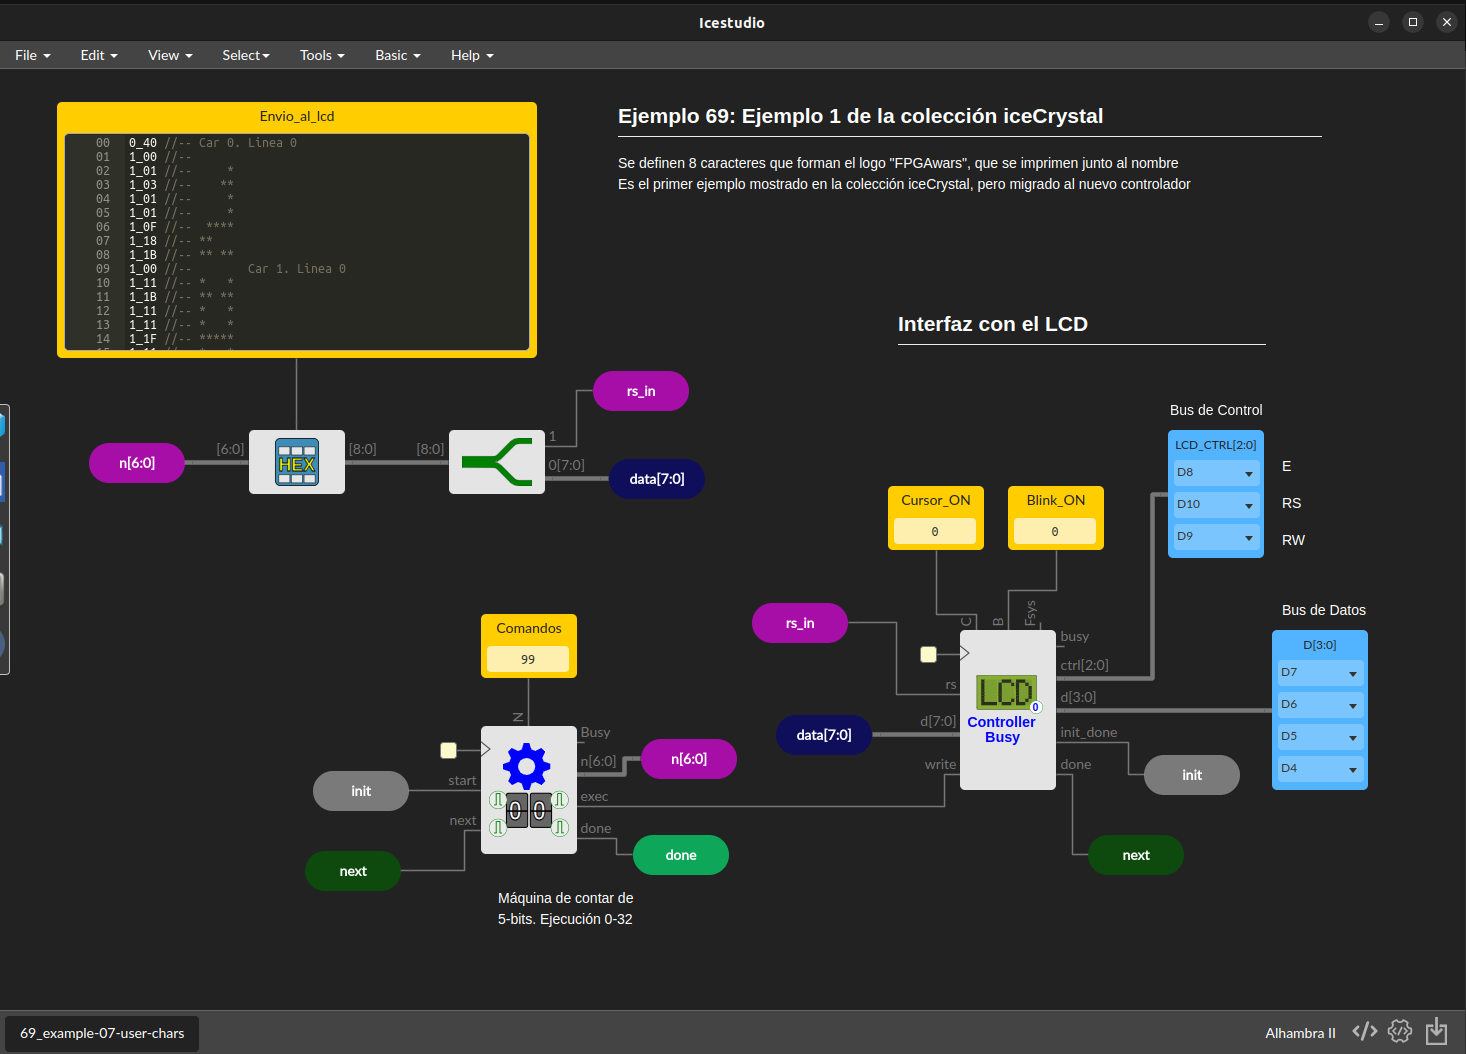 Icestudio
File Edit View Select Tools Basic Help
Envio_al_lcd
00 0_40 //-- Car 0. Linea 0
01 1_00 //--
02 1_01 //--     *
03 1_03 //--    **
04 1_01 //--     *
05 1_01 //--     *
06 1_0F //--  ****
07 1_18 //-- **
08 1_1B //-- ** **
09 1_00 //--        Car 1. Linea 0
10 1_11 //-- *   *
11 1_1B //-- ** **
12 1_11 //-- *   *
13 1_11 //-- *   *
14 1_1F //-- *****
Ejemplo 69: Ejemplo 1 de la colección iceCrystal
Se definen 8 caracteres que forman el logo "FPGAwars", que se imprimen junto al nombre
Es el primer ejemplo mostrado en la colección iceCrystal, pero migrado al nuevo controlador
Interfaz con el LCD
rs_in
n[6:0]
[6:0]
HEX
[8:0]
[8:0]
1
0[7:0]
data[7:0]
Bus de Control
LCD_CTRL[2:0]
D8
E
D10
RS
D9
RW
Cursor_ON
0
Blink_ON
0
Bus de Datos
D[3:0]
D7
D6
D5
D4
Comandos
99
N
Busy
n[6:0]
n[6:0]
start
init
exec
next
next
0 0
done
done
Máquina de contar de
5-bits. Ejecución 0-32
rs_in
C
B
Fsys
busy
ctrl[2:0]
rs
d[3:0]
LCD
0
Controller
Busy
d[7:0]
data[7:0]
init_done
init
write
done
next
69_example-07-user-chars
Alhambra II